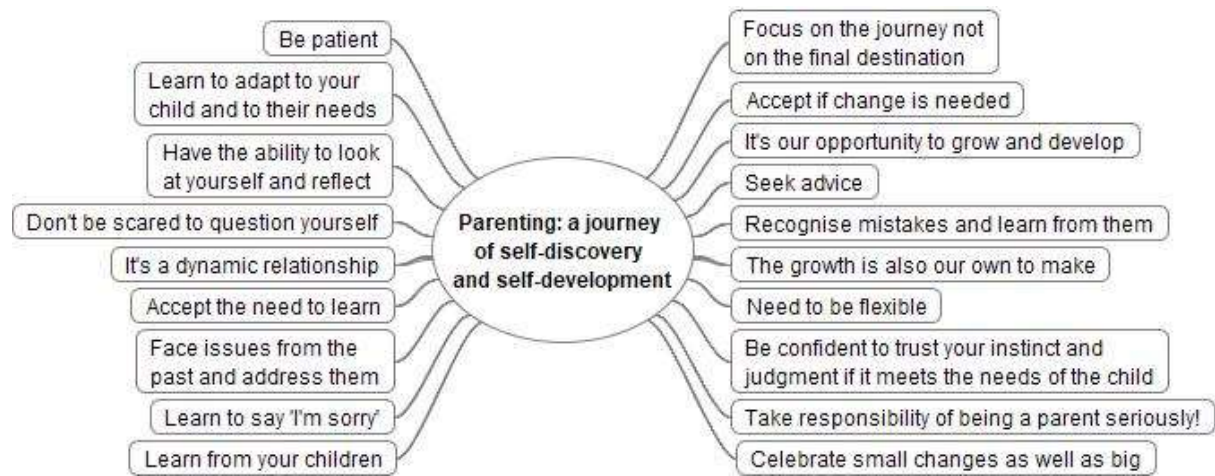 Be patient
Learn to adapt to your
child and to their needs
Have the ability to look
at yourself and reflect
Don't be scared to question yourself
It's a dynamic relationship
Accept the need to learn
Face issues from the
past and address them
Learn to say 'I'm sorry'
Learn from your children
Parenting: a journey
of self-discovery
and self-development
Focus on the journey not
on the final destination
Accept if change is needed
It's our opportunity to grow and develop
Seek advice
Recognise mistakes and learn from them
The growth is also our own to make
Need to be flexible
Be confident to trust your instinct and
judgment if it meets the needs of the child
Take responsibility of being a parent seriously!
Celebrate small changes as well as big